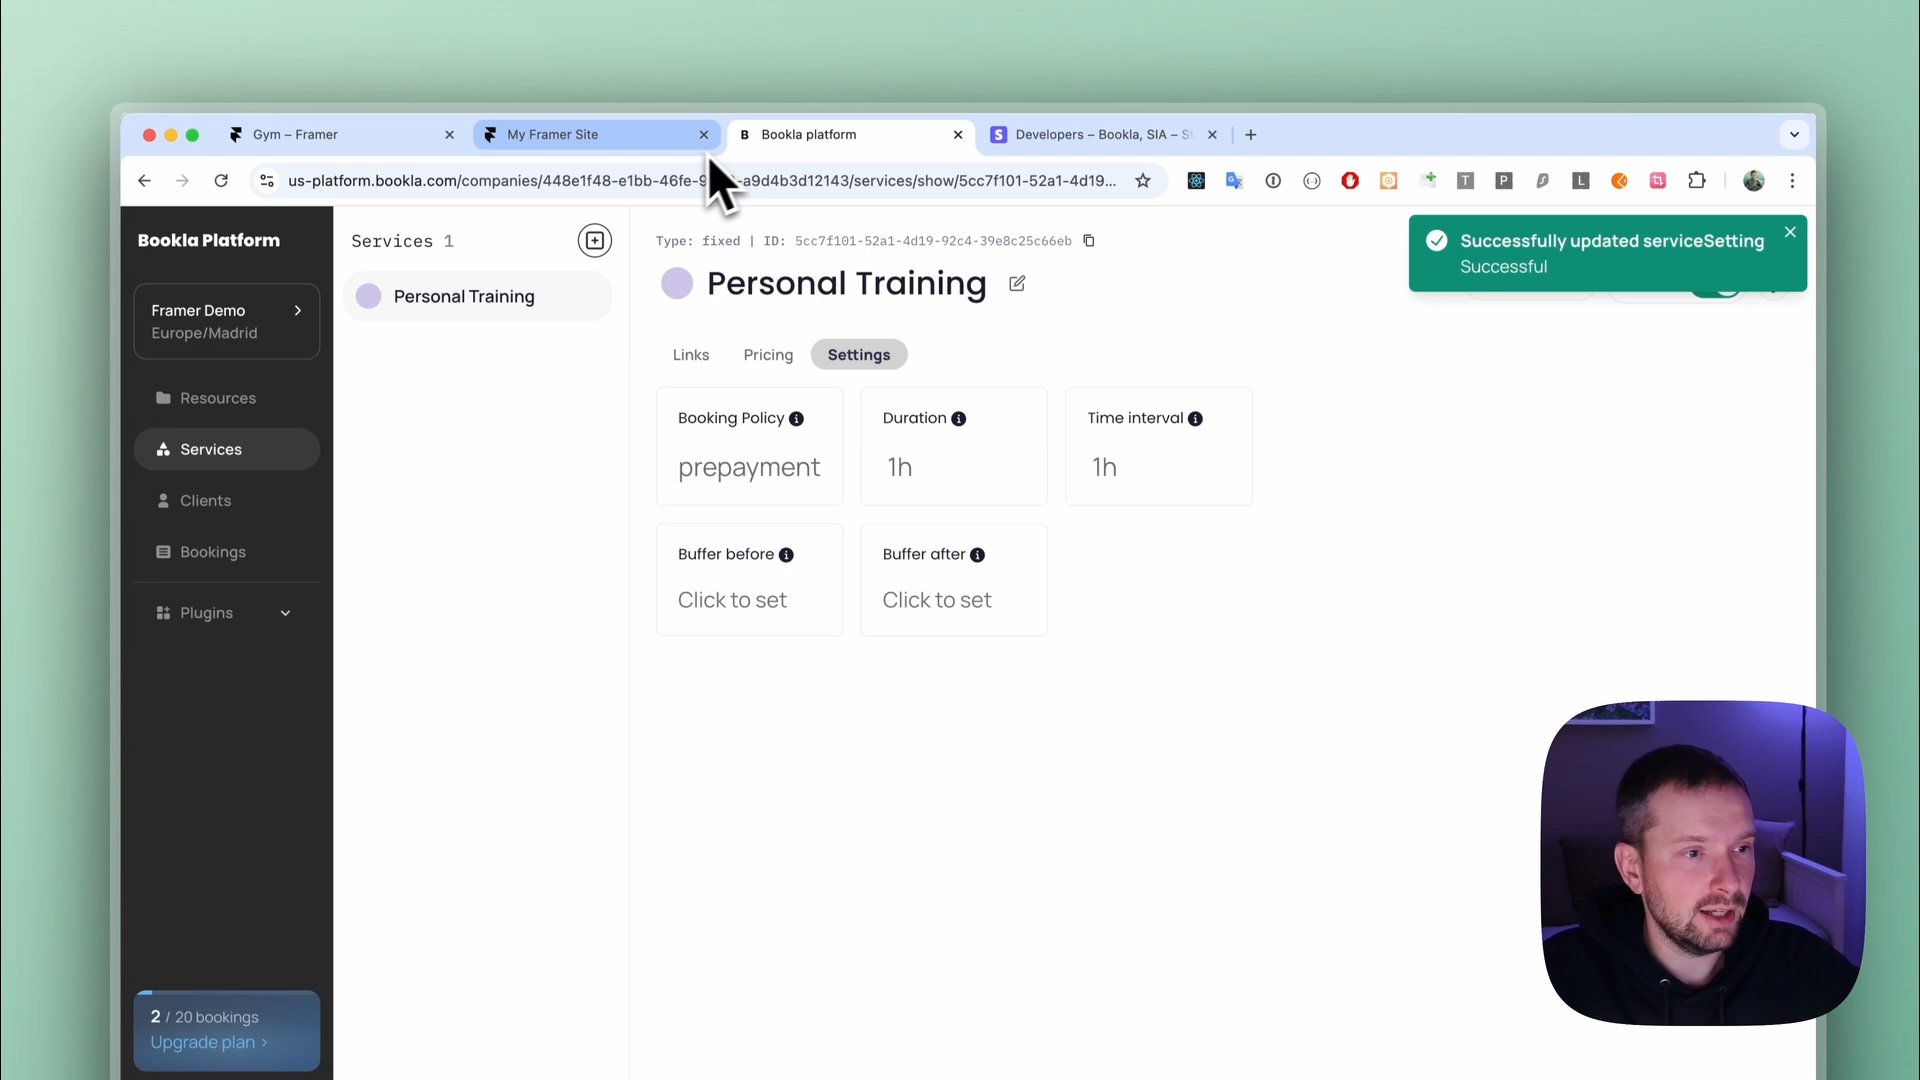 Gym – Framer
My Framer Site
B Bookla platform
S Developers – Bookla, SIA – S
us-platform.bookla.com/companies/448e1f48-e1bb-46fe-9 -a9d4b3d12143/services/show/5cc7f101-52a1-4d19...
T P L
Bookla Platform
Framer Demo
Europe/Madrid
Resources
Services
Clients
Bookings
Plugins
2 / 20 bookings
Upgrade plan >
Services 1
Personal Training
Type: fixed | ID: 5cc7f101-52a1-4d19-92c4-39e8c25c66eb
Personal Training
Successfully updated serviceSetting
Successful
Links Pricing Settings
Booking Policy
prepayment
Duration
1h
Time interval
1h
Buffer before
Click to set
Buffer after
Click to set